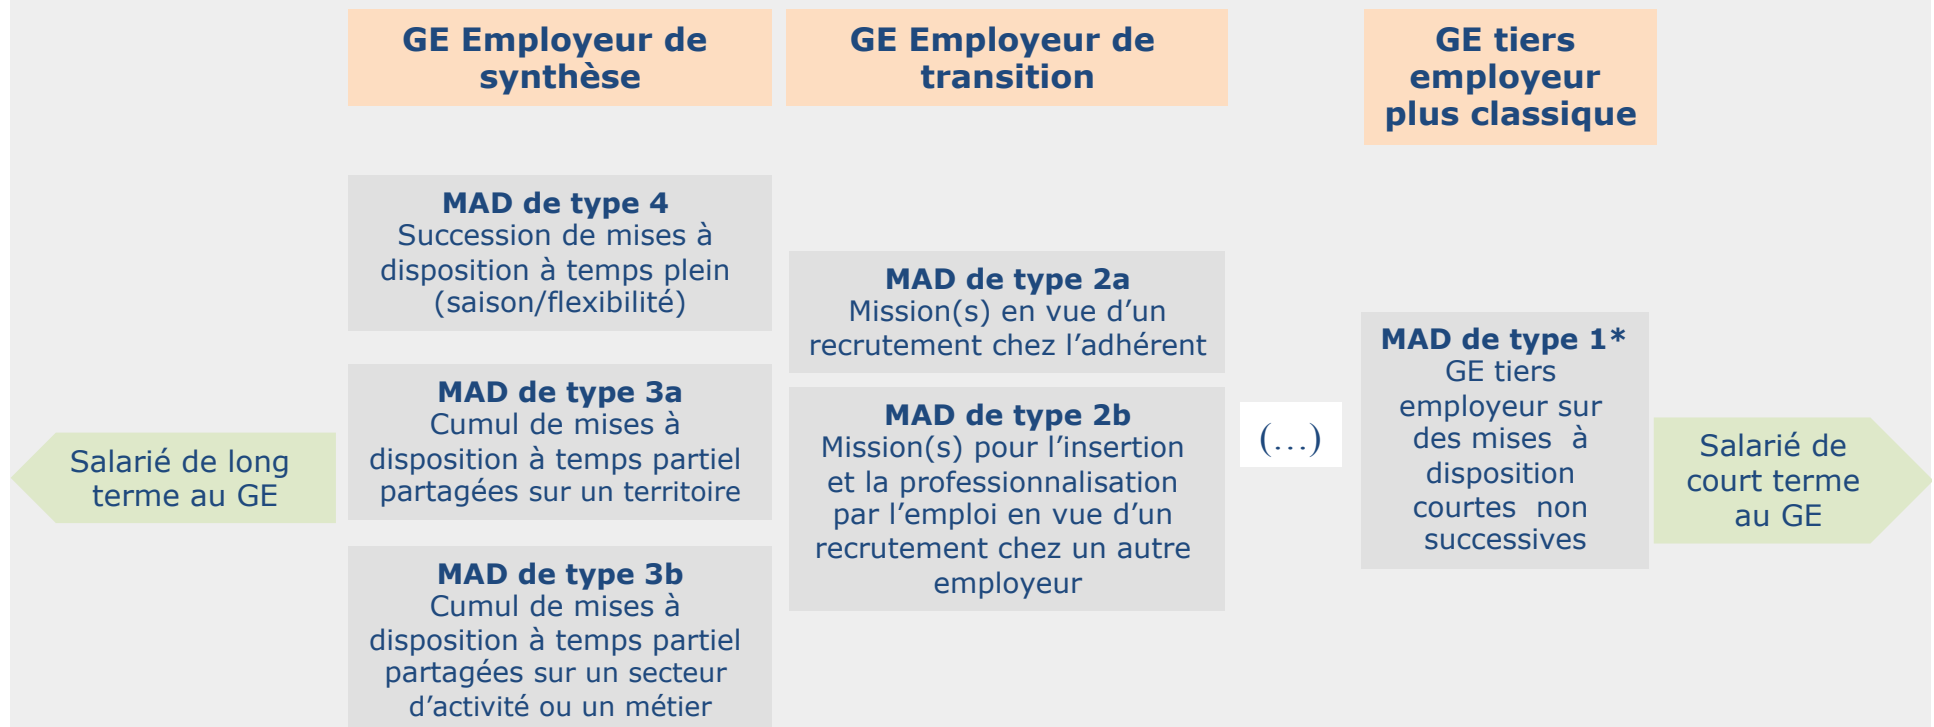 GE Employeur de
synthèse
GE Employeur de
transition
GE tiers
employeur
plus classique
Salarié de long
terme au GE
MAD de type 4
Succession de mises à
disposition à temps plein
(saison/flexibilité)
MAD de type 3a
Cumul de mises à
disposition à temps partiel
partagées sur un territoire
MAD de type 3b
Cumul de mises à
disposition à temps partiel
partagées sur un secteur
d’activité ou un métier
MAD de type 2a
Mission(s) en vue d’un
recrutement chez l’adhérent
MAD de type 2b
Mission(s) pour l’insertion
et la professionnalisation
par l’emploi en vue d’un
recrutement chez un autre
employeur
(…)
MAD de type 1*
GE tiers
employeur sur
des mises à
disposition
courtes non
successives
Salarié de
court terme
au GE